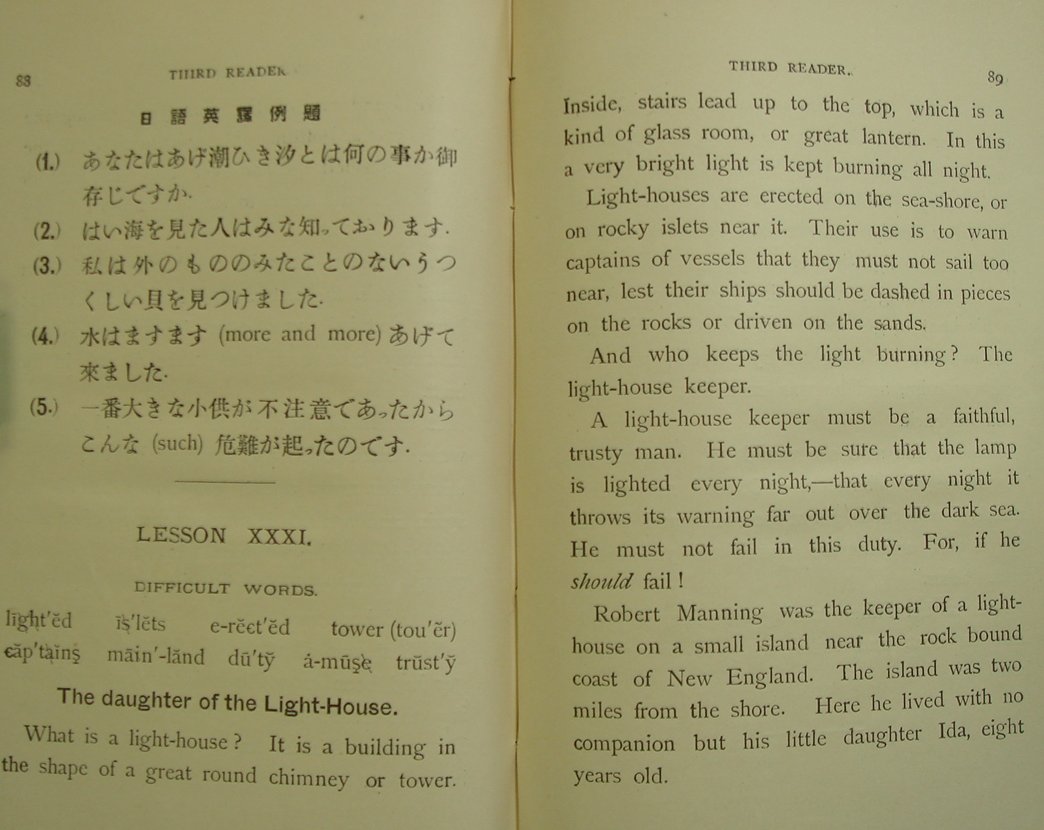 88 THIRD READER
日語英譯例題
(1.) あなたはあげ潮ひき汐とは何の事か御
存じですか.
(2.) はい海を見た人はみな知っております.
(3.) 私は外のもののみたことのないうつ
くしい貝を見つけました.
(4.) 水はますます (more and more) あげて
來ました.
(5.) 一番大きな小供が不注意であったから
こんな (such) 危難が起ったのです.
LESSON XXXI.
DIFFICULT WORDS.
līght′ĕd īs̱′lĕts e-rĕet′ĕd tower (tou′ẽr)
căp′taĭns̱ māin′-lănd dū′tў á-mūs̱e̱ trŭst′ў
The daughter of the Light-House.
What is a light-house? It is a building in
the shape of a great round chimney or tower.
THIRD READER. 89
Inside, stairs lead up to the top, which is a
kind of glass room, or great lantern. In this
a very bright light is kept burning all night.
Light-houses are erected on the sea-shore, or
on rocky islets near it. Their use is to warn
captains of vessels that they must not sail too
near, lest their ships should be dashed in pieces
on the rocks or driven on the sands.
And who keeps the light burning? The
light-house keeper.
A light-house keeper must be a faithful,
trusty man. He must be sure that the lamp
is lighted every night,—that every night it
throws its warning far out over the dark sea.
He must not fail in this duty. For, if he
should fail!
Robert Manning was the keeper of a light-
house on a small island near the rock bound
coast of New England. The island was two
miles from the shore. Here he lived with no
companion but his little daughter Ida, eight
years old.